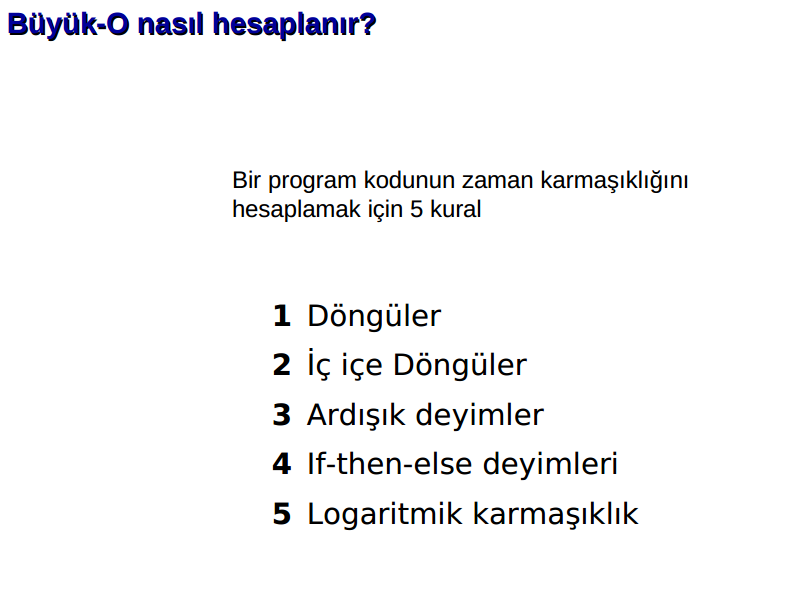 Büyük-O nasıl hesaplanır?
Bir program kodunun zaman karmaşıklığını
hesaplamak için 5 kural
1 Döngüler
2 İç içe Döngüler
3 Ardışık deyimler
4 If-then-else deyimleri
5 Logaritmik karmaşıklık